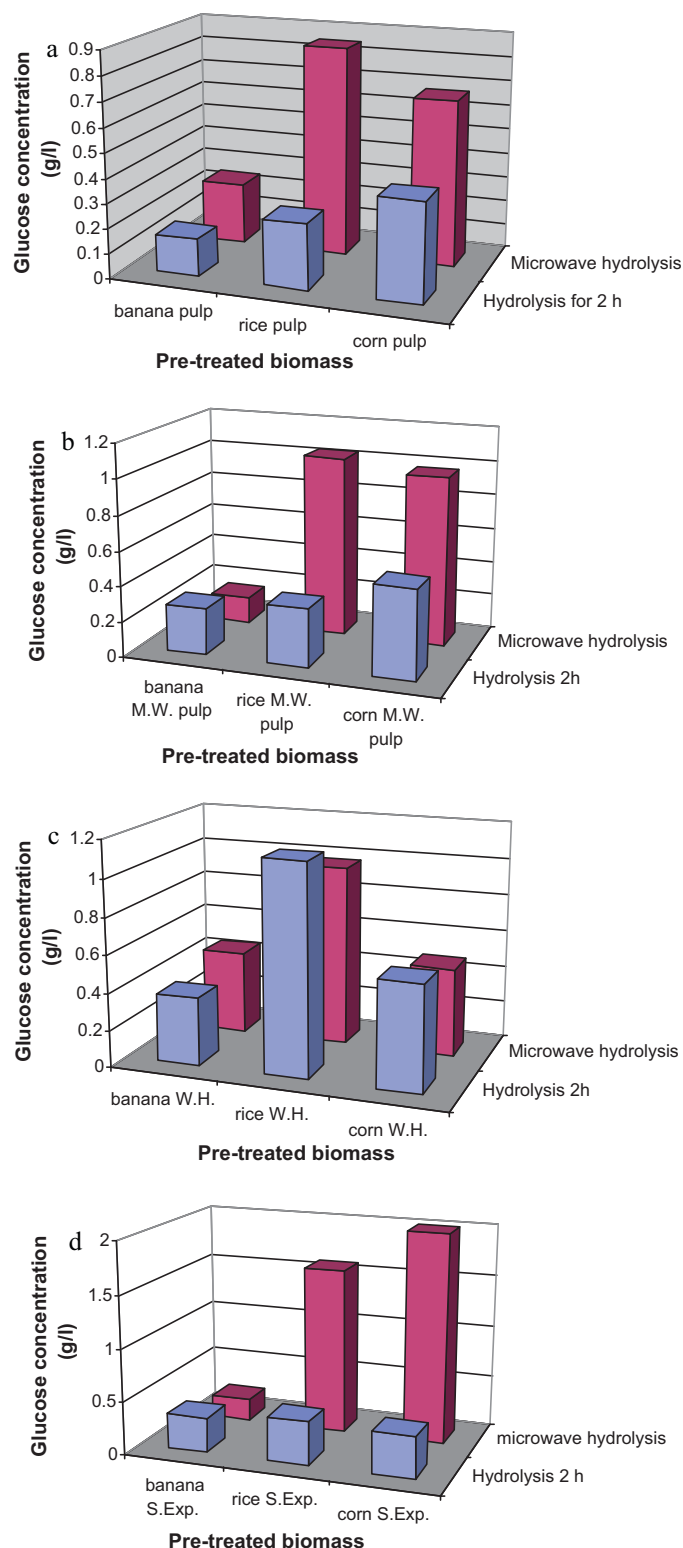 a
Glucose concentration
(g/l)
0.9
0.8
0.7
0.6
0.5
0.4
0.3
0.2
0.1
0
banana pulp
rice pulp
corn pulp
Microwave hydrolysis
Hydrolysis for 2 h
Pre-treated biomass
b
Glucose concentration
(g/l)
1.2
1
0.8
0.6
0.4
0.2
0
banana
M.W. pulp
rice M.W.
pulp
corn M.W.
pulp
Microwave hydrolysis
Hydrolysis 2h
Pre-treated biomass
c
Glucose concentration
(g/l)
1.2
1
0.8
0.6
0.4
0.2
0
banana W.H.
rice W.H.
corn W.H.
Microwave hydrolysis
Hydrolysis 2h
Pre-treated biomass
d
Glucose concentration
(g/l)
2
1.5
1
0.5
0
banana
S.Exp.
rice S.Exp.
corn S.Exp.
microwave hydrolysis
Hydrolysis 2 h
Pre-treated biomass